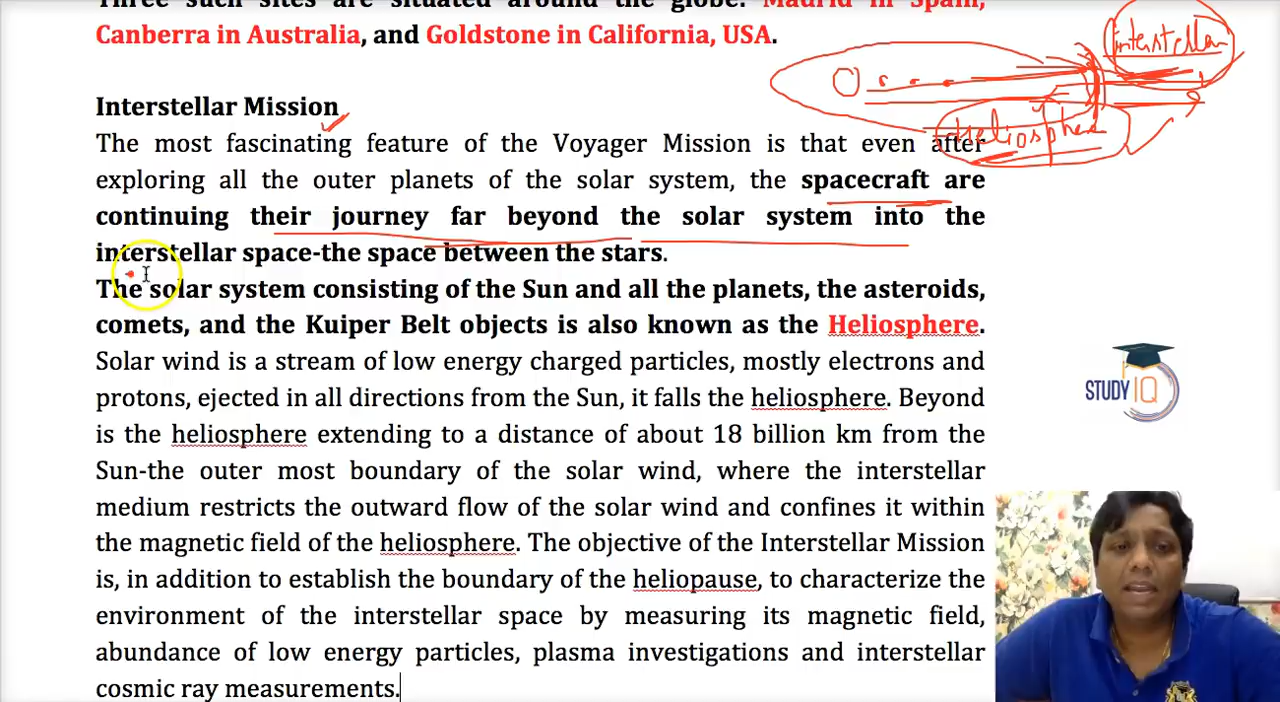 Three such sites are situated around the globe: Madrid in Spain,
Canberra in Australia, and Goldstone in California, USA.
interstellar
Interstellar Mission
Heliosphere
The most fascinating feature of the Voyager Mission is that even after
exploring all the outer planets of the solar system, the spacecraft are
continuing their journey far beyond the solar system into the
interstellar space-the space between the stars.
The solar system consisting of the Sun and all the planets, the asteroids,
comets, and the Kuiper Belt objects is also known as the Heliosphere.
Solar wind is a stream of low energy charged particles, mostly electrons and
protons, ejected in all directions from the Sun, it falls the heliosphere. Beyond
is the heliosphere extending to a distance of about 18 billion km from the
Sun-the outer most boundary of the solar wind, where the interstellar
medium restricts the outward flow of the solar wind and confines it within
the magnetic field of the heliosphere. The objective of the Interstellar Mission
is, in addition to establish the boundary of the heliopause, to characterize the
environment of the interstellar space by measuring its magnetic field,
abundance of low energy particles, plasma investigations and interstellar
cosmic ray measurements.
STUDY IQ